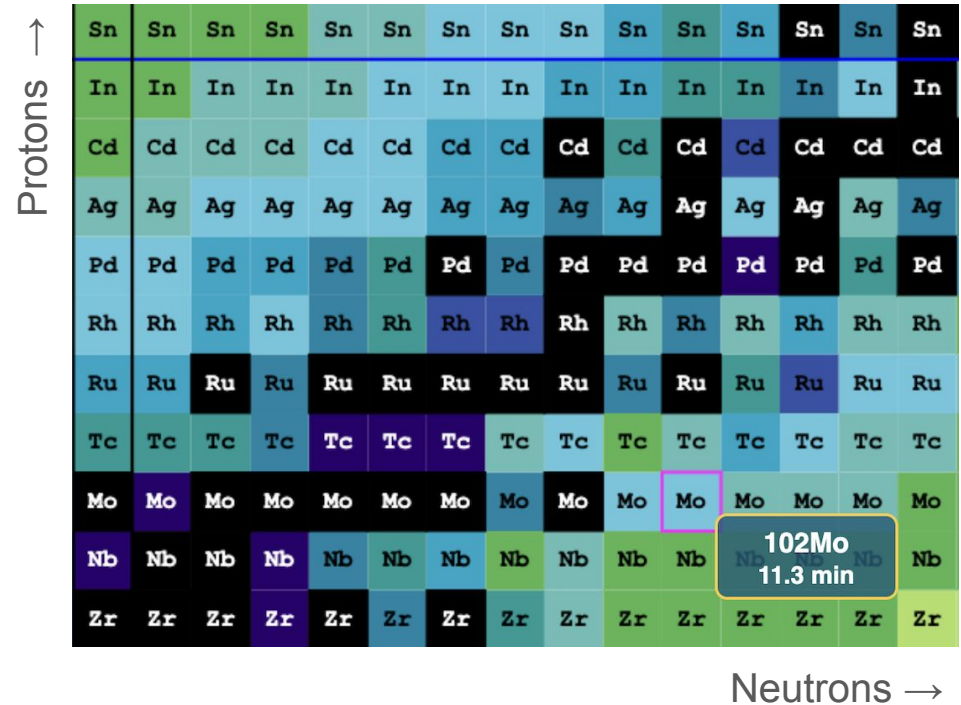 Protons →
Sn Sn Sn Sn Sn Sn Sn Sn Sn Sn Sn Sn Sn Sn Sn
In In In In In In In In In In In In In In In
Cd Cd Cd Cd Cd Cd Cd Cd Cd Cd Cd Cd Cd Cd Cd
Ag Ag Ag Ag Ag Ag Ag Ag Ag Ag Ag Ag Ag Ag Ag
Pd Pd Pd Pd Pd Pd Pd Pd Pd Pd Pd Pd Pd Pd Pd
Rh Rh Rh Rh Rh Rh Rh Rh Rh Rh Rh Rh Rh Rh Rh
Ru Ru Ru Ru Ru Ru Ru Ru Ru Ru Ru Ru Ru Ru Ru
Tc Tc Tc Tc Tc Tc Tc Tc Tc Tc Tc Tc Tc Tc Tc
Mo Mo Mo Mo Mo Mo Mo Mo Mo Mo Mo Mo Mo Mo Mo
Nb Nb Nb Nb Nb Nb Nb Nb Nb Nb Nb Nb Nb Nb Nb
102Mo
11.3 min
Zr Zr Zr Zr Zr Zr Zr Zr Zr Zr Zr Zr Zr Zr Zr
Neutrons →